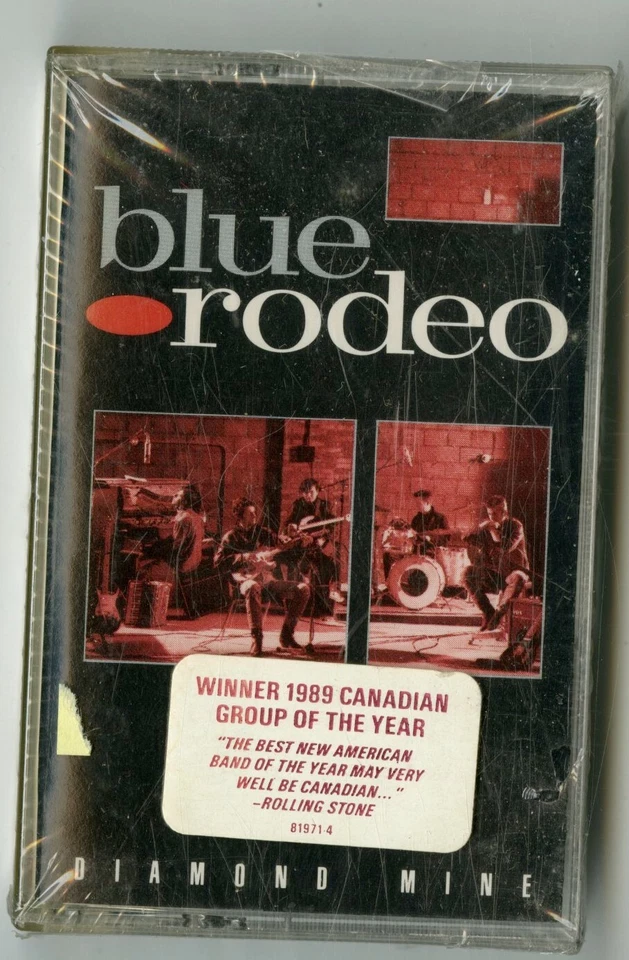 blue
rodeo
WINNER 1989 CANADIAN
GROUP OF THE YEAR
"THE BEST NEW AMERICAN
BAND OF THE YEAR MAY VERY
WELL BE CANADIAN..."
–ROLLING STONE
81971-4
DIAMOND MINE